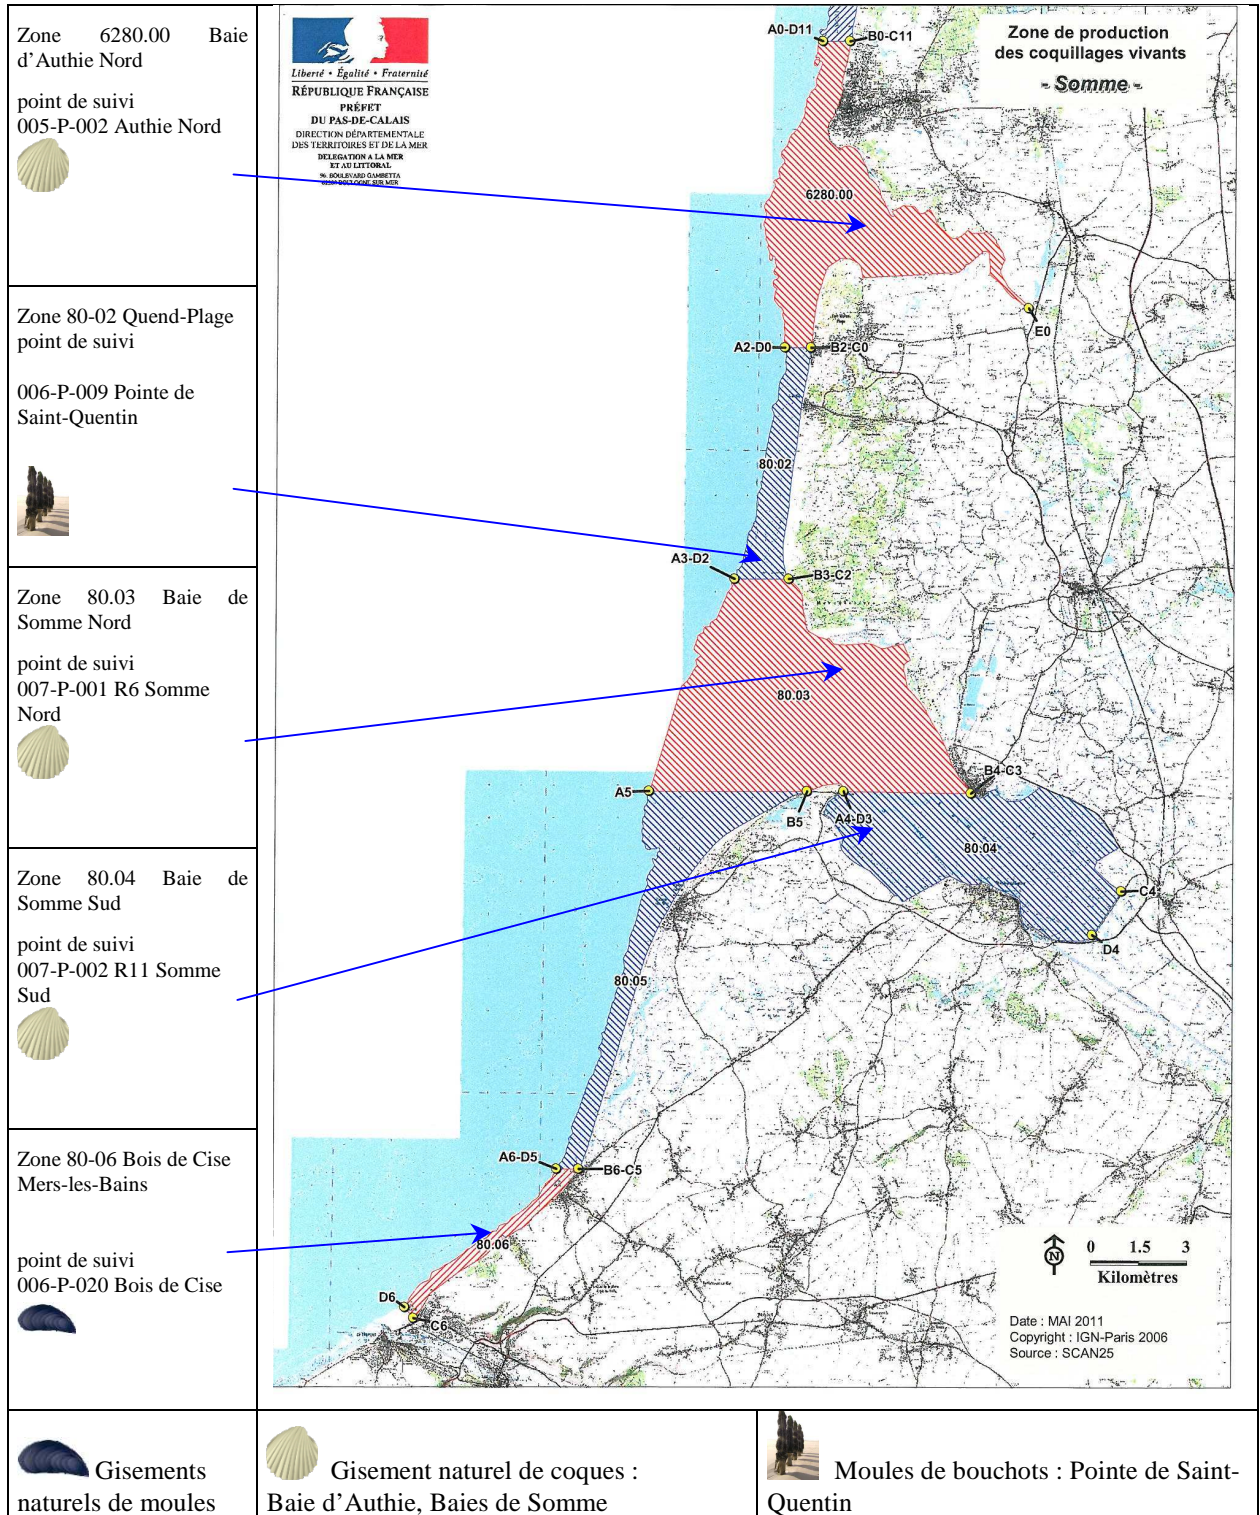 Zone 6280.00 Baie
d'Authie Nord
point de suivi
005-P-002 Authie Nord
Zone 80-02 Quend-Plage
point de suivi
006-P-009 Pointe de
Saint-Quentin
Zone 80.03 Baie de
Somme Nord
point de suivi
007-P-001 R6 Somme
Nord
Zone 80.04 Baie de
Somme Sud
point de suivi
007-P-002 R11 Somme
Sud
Zone 80-06 Bois de Cise
Mers-les-Bains
point de suivi
006-P-020 Bois de Cise
Liberté • Égalité • Fraternité
RÉPUBLIQUE FRANÇAISE
PRÉFET
DU PAS-DE-CALAIS
DIRECTION DÉPARTEMENTALE
DES TERRITOIRES ET DE LA MER
DELEGATION A LA MER
ET AU LITTORAL
96, BOULEVARD GAMBETTA
Zone de production
des coquillages vivants
- Somme -
A0-D11
B0-C11
6280.00
E0
A2-D0
B2-C0
80.02
A3-D2
B3-C2
80.03
A5
B5
A4-D3
B4-C3
80.04
C4
D4
80.05
A6-D5
B6-C5
80.06
D6
C6
N
0 1.5 3
Kilomètres
Date : MAI 2011
Copyright : IGN-Paris 2006
Source : SCAN25
Gisements
naturels de moules
Gisement naturel de coques :
Baie d'Authie, Baies de Somme
Moules de bouchots : Pointe de Saint-
Quentin